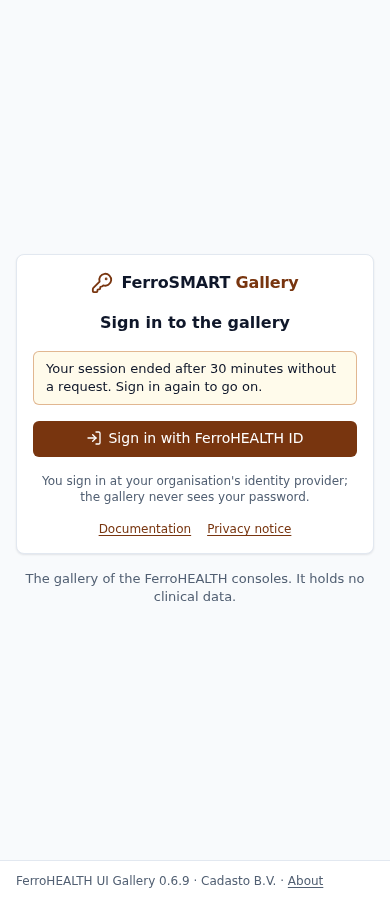 FerroSMART Gallery
Sign in to the gallery
Your session ended after 30 minutes without
a request. Sign in again to go on.
Sign in with FerroHEALTH ID
You sign in at your organisation's identity provider;
the gallery never sees your password.
Documentation Privacy notice
The gallery of the FerroHEALTH consoles. It holds no
clinical data.
FerroHEALTH UI Gallery 0.6.9 · Cadasto B.V. · About